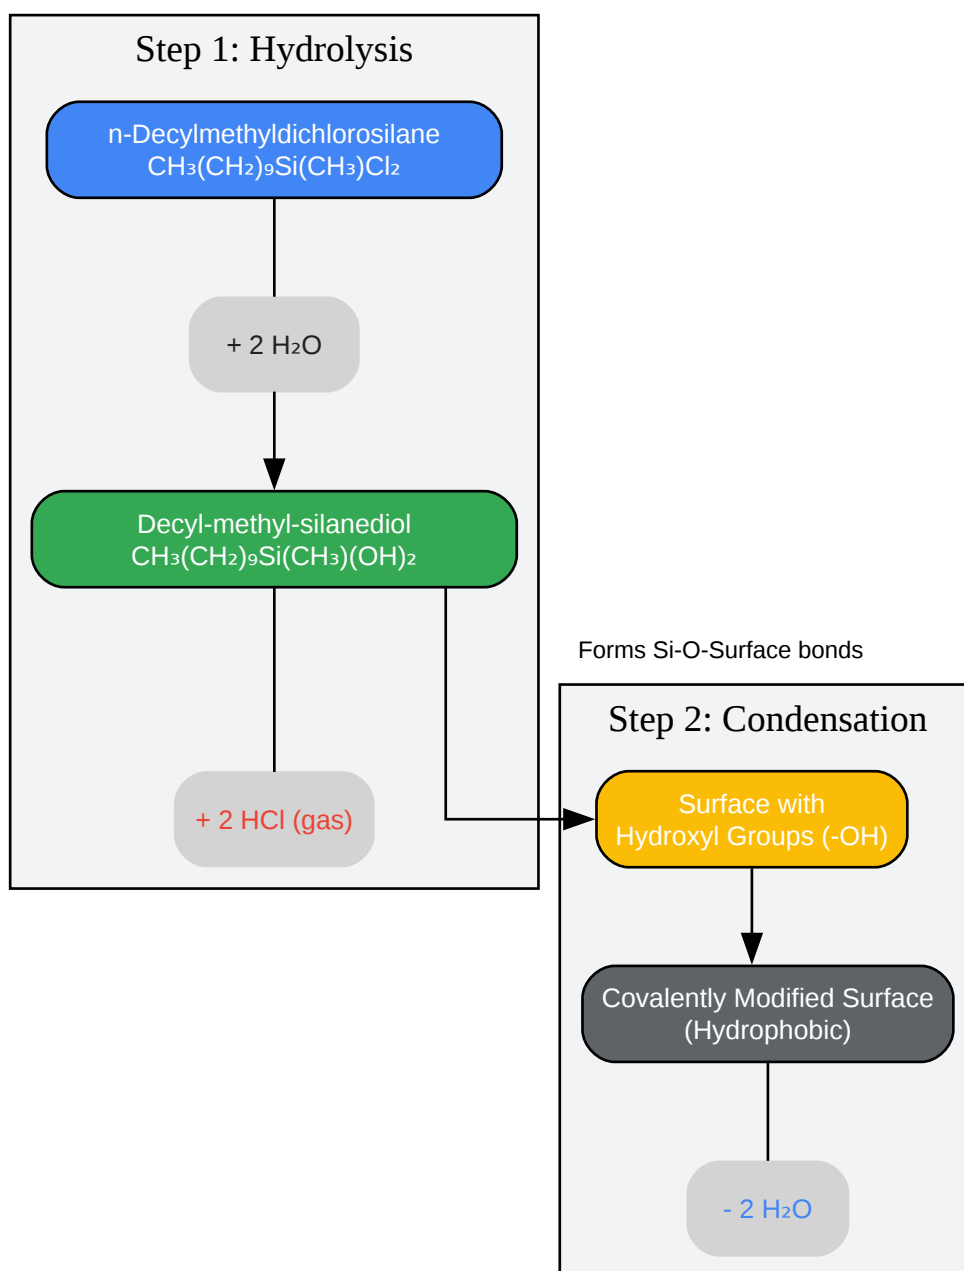 Step 1: Hydrolysis
n-Decylmethyldichlorosilane
CH₃(CH₂)₉Si(CH₃)Cl₂
+ 2 H₂O
Decyl-methyl-silanediol
CH₃(CH₂)₉Si(CH₃)(OH)₂
+ 2 HCl (gas)
Forms Si-O-Surface bonds
Step 2: Condensation
Surface with
Hydroxyl Groups (-OH)
Covalently Modified Surface
(Hydrophobic)
- 2 H₂O